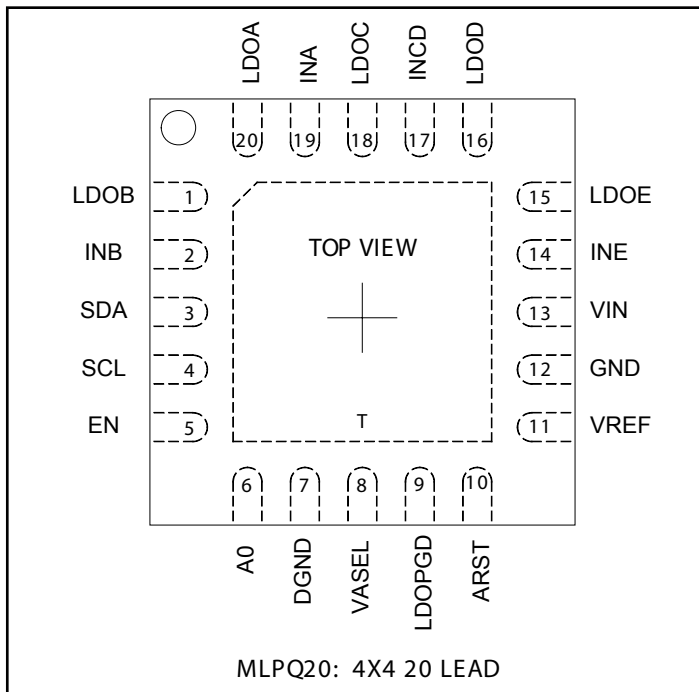 LDOA INA LDOC INCD LDOD
20 19 18 17 16
LDOB 1 15 LDOE
INB 2 TOP VIEW 14 INE
SDA 3 13 VIN
SCL 4 12 GND
EN 5 T 11 VREF
6 7 8 9 10
A0 DGND VASEL LDOPGD ARST
MLPQ20: 4X4 20 LEAD